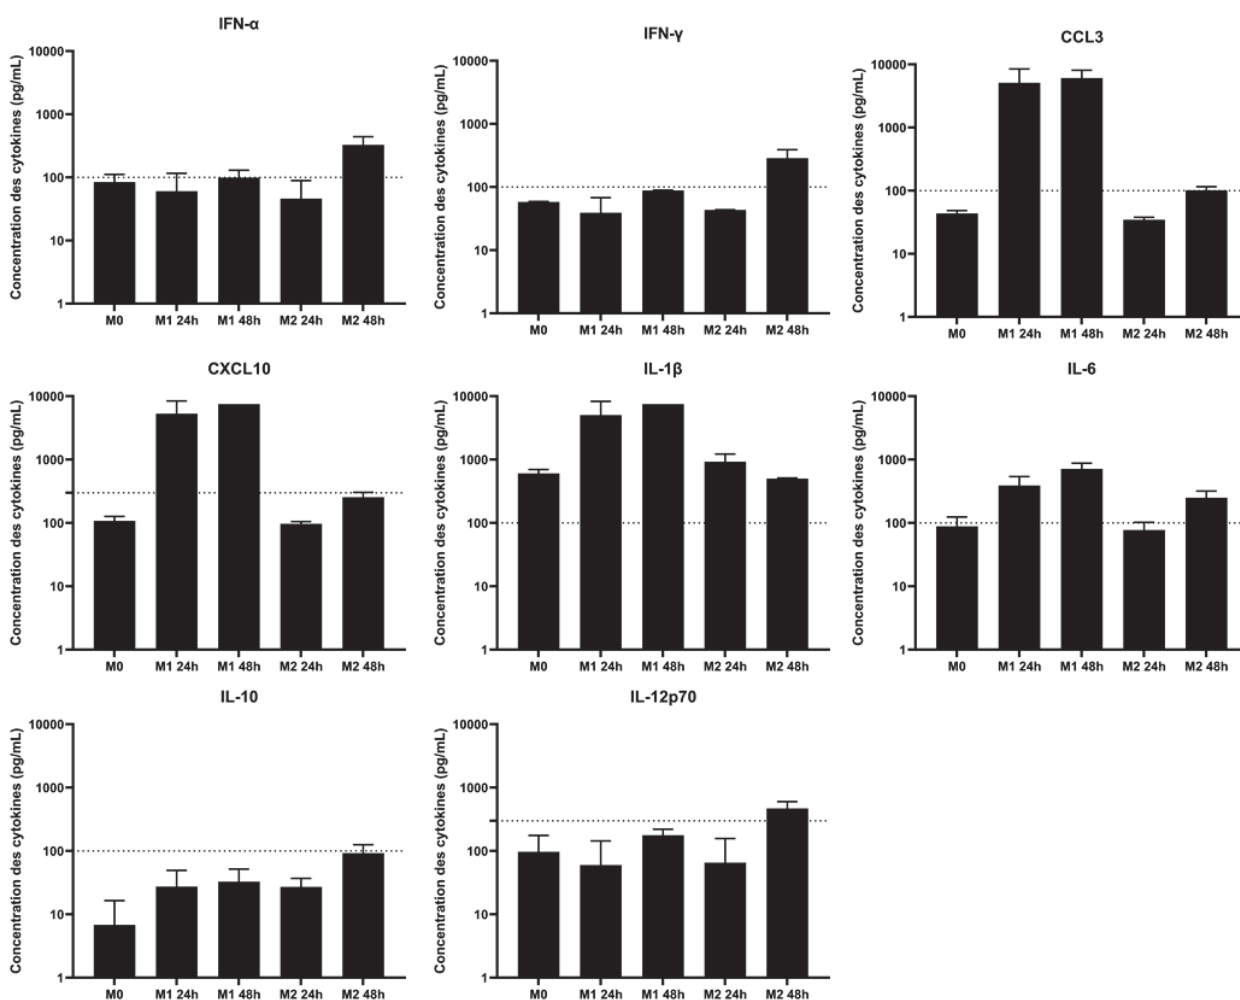 IFN-α
Concentration des cytokines (pg/mL)
10000
1000
100
10
1
M0 M1 24h M1 48h M2 24h M2 48h
IFN-γ
Concentration des cytokines (pg/mL)
10000
1000
100
10
1
M0 M1 24h M1 48h M2 24h M2 48h
CCL3
Concentration des cytokines (pg/mL)
10000
1000
100
10
1
M0 M1 24h M1 48h M2 24h M2 48h
CXCL10
Concentration des cytokines (pg/mL)
10000
1000
100
10
1
M0 M1 24h M1 48h M2 24h M2 48h
IL-1β
Concentration des cytokines (pg/mL)
10000
1000
100
10
1
M0 M1 24h M1 48h M2 24h M2 48h
IL-6
Concentration des cytokines (pg/mL)
10000
1000
100
10
1
M0 M1 24h M1 48h M2 24h M2 48h
IL-10
Concentration des cytokines (pg/mL)
10000
1000
100
10
1
M0 M1 24h M1 48h M2 24h M2 48h
IL-12p70
Concentration des cytokines (pg/mL)
10000
1000
100
10
1
M0 M1 24h M1 48h M2 24h M2 48h